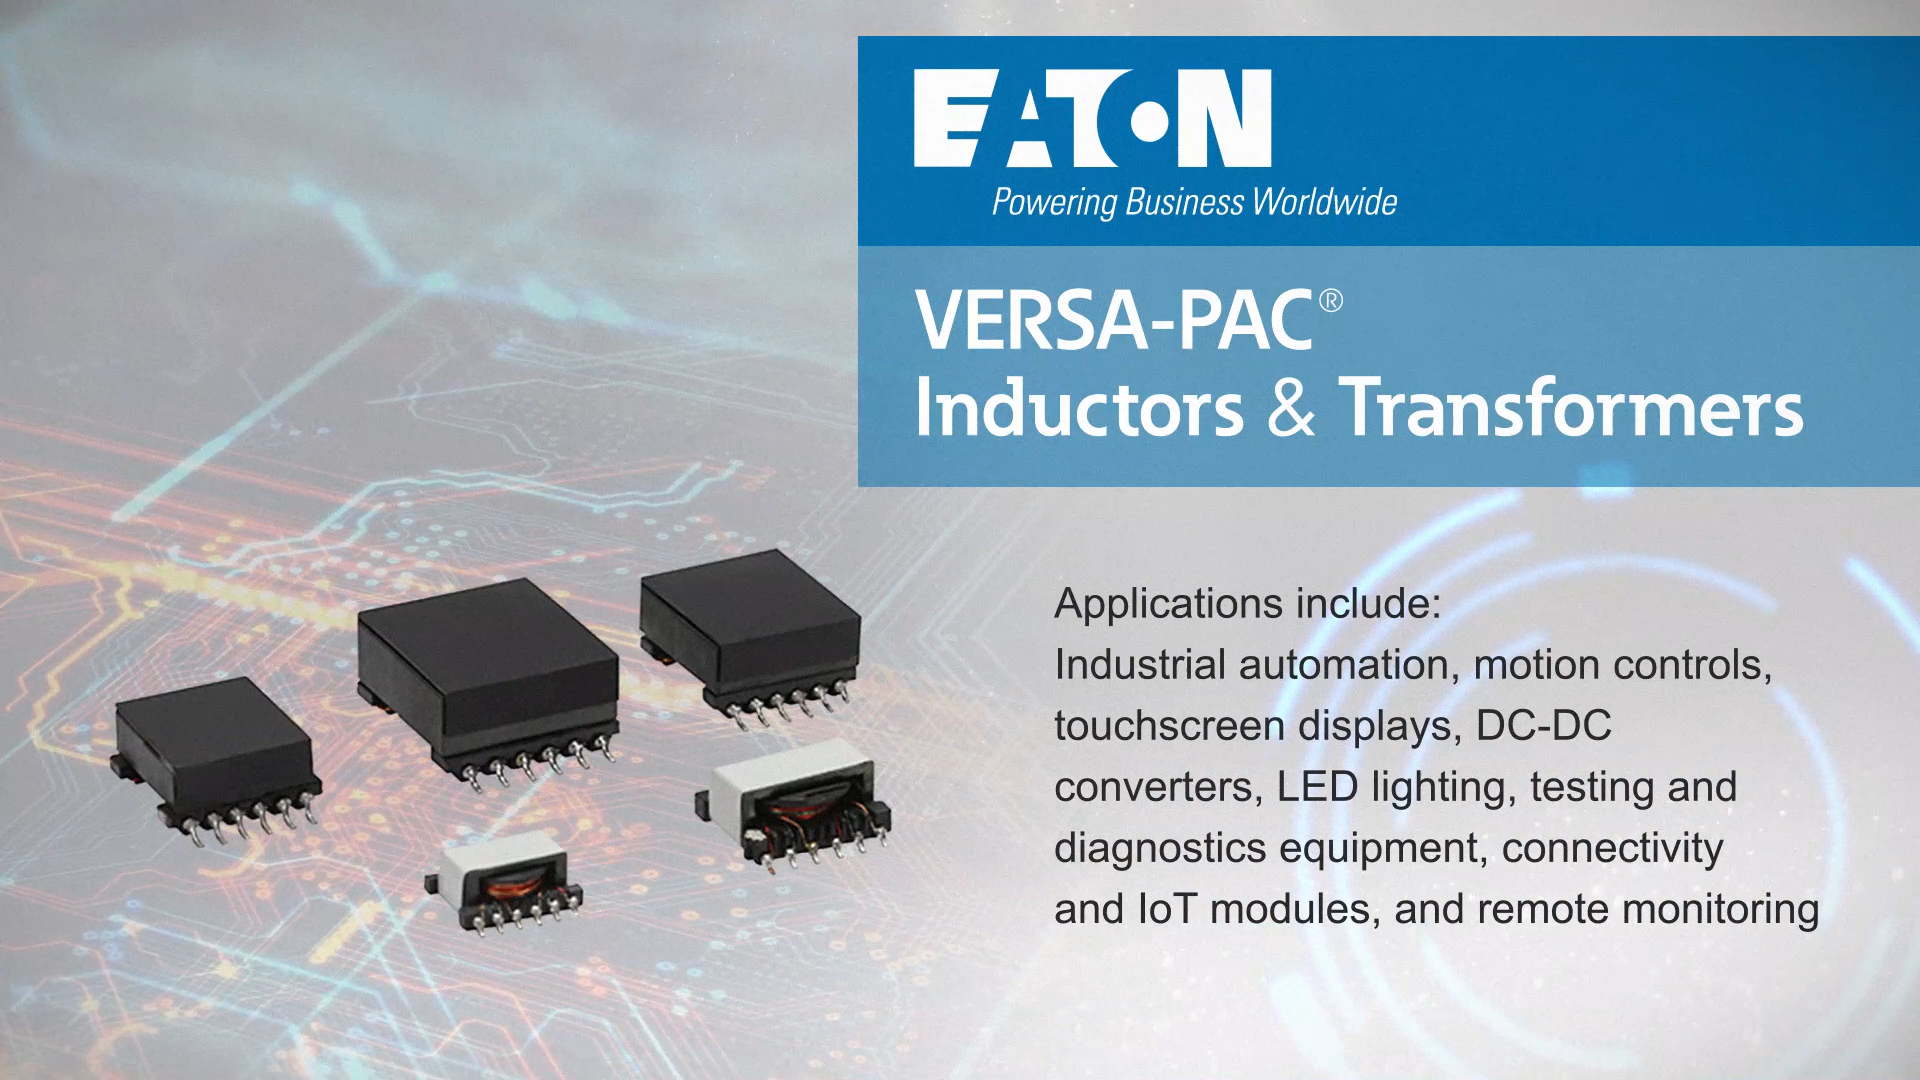 EATON
Powering Business Worldwide
VERSA-PAC®
Inductors & Transformers
Applications include:
Industrial automation, motion controls,
touchscreen displays, DC-DC
converters, LED lighting, testing and
diagnostics equipment, connectivity
and IoT modules, and remote monitoring